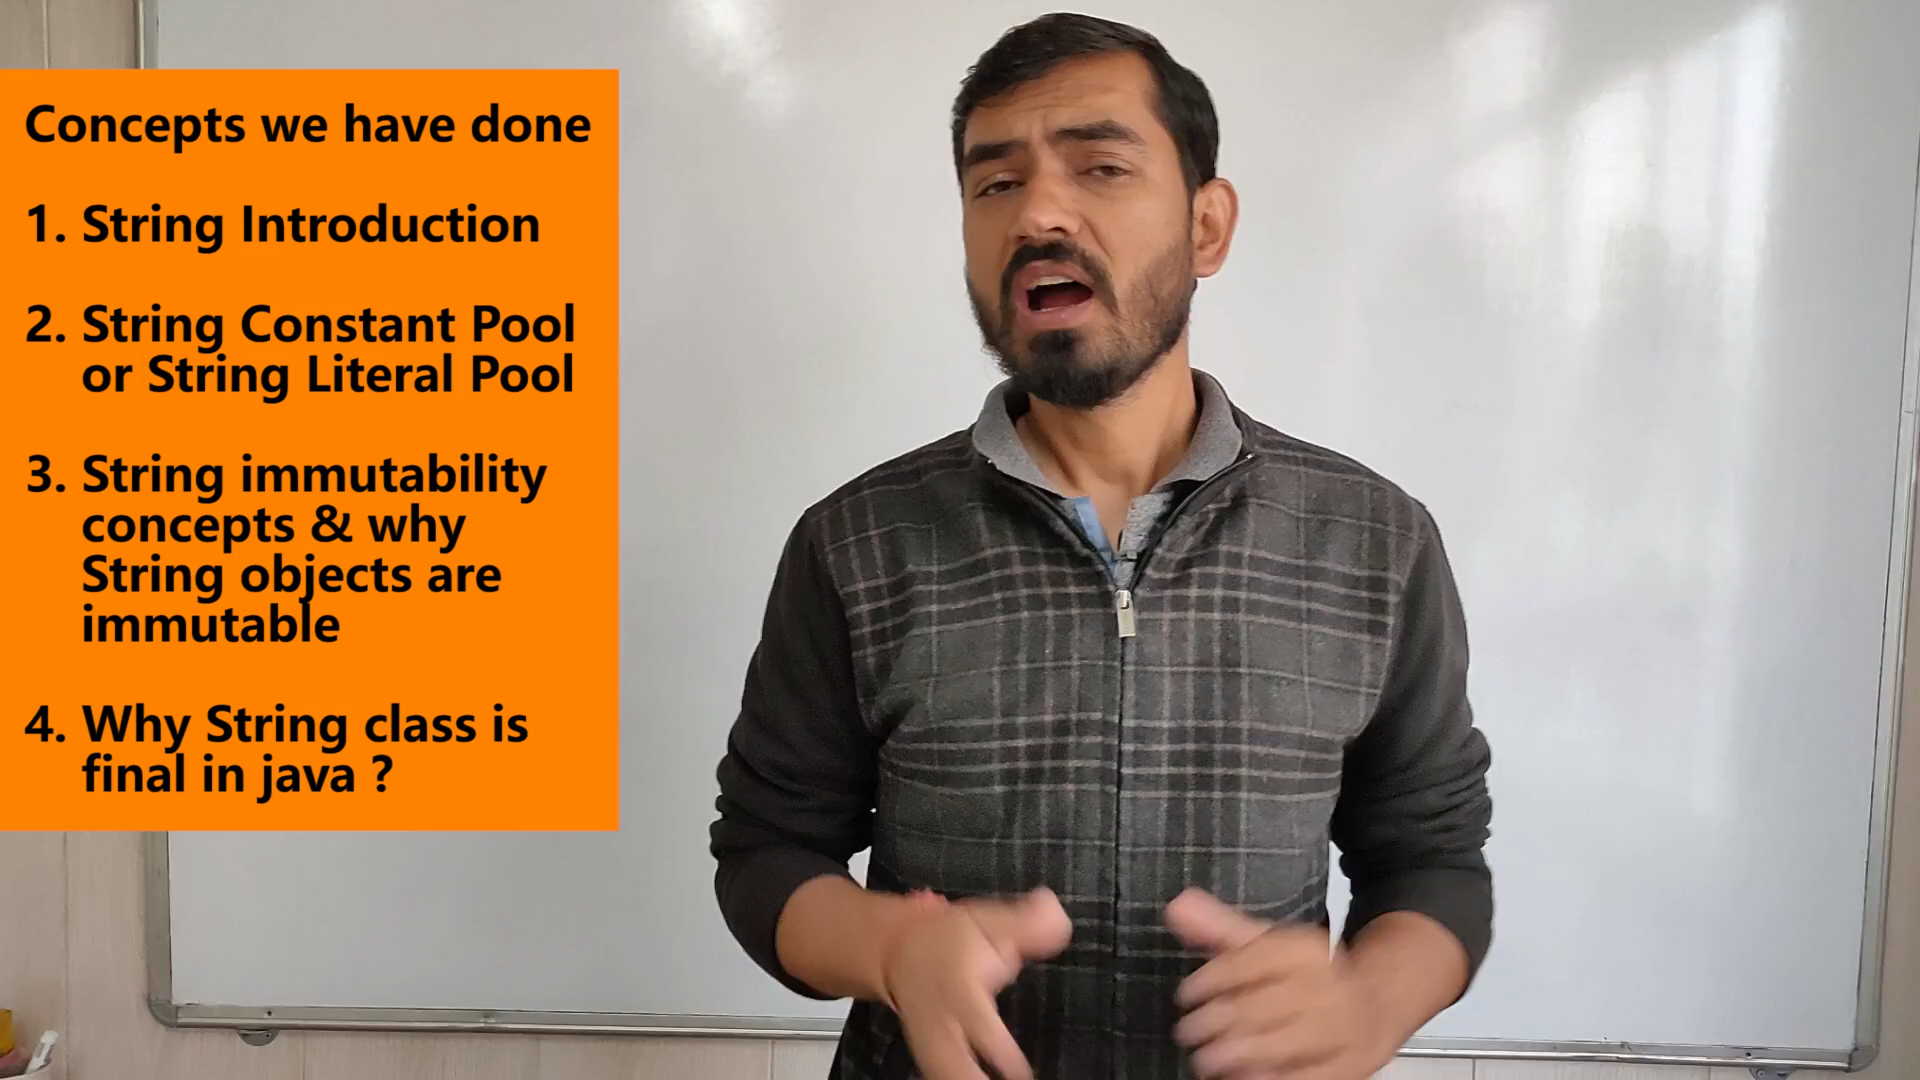 Concepts we have done
1. String Introduction
2. String Constant Pool
or String Literal Pool
3. String immutability
concepts & why
String objects are
immutable
4. Why String class is
final in java ?